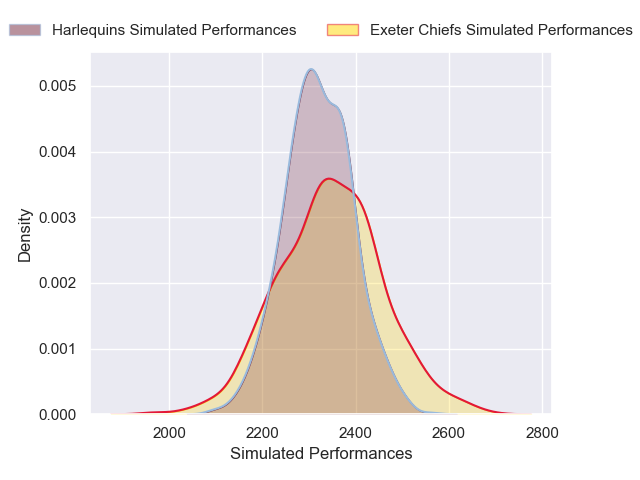 Harlequins Simulated Performances Exeter Chiefs Simulated Performances
0.005
0.004
0.003
0.002
0.001
0.000
Density
2000 2200 2400 2600 2800
Simulated Performances